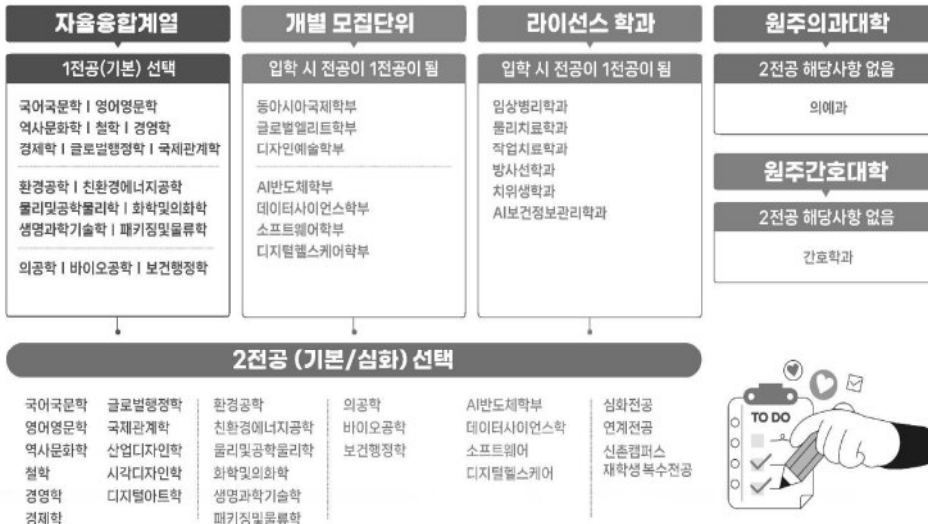 자율융합계열
1전공(기본) 선택
국어국문학 | 영어영문학
역사문화학 | 철학 | 경영학
경제학 | 글로벌행정학 | 국제관계학
환경공학 | 친환경에너지공학
물리및공학물리학 | 화학및의화학
생명과학기술학 | 패키징및물류학
의공학 | 바이오공학 | 보건행정학
개별 모집단위
입학 시 전공이 1전공이 됨
동아시아국제학부
글로벌엘리트학부
디자인예술학부
AI반도체학부
데이터사이언스학부
소프트웨어학부
디지털헬스케어학부
라이선스 학과
입학 시 전공이 1전공이 됨
임상병리학과
물리치료학과
작업치료학과
방사선학과
치위생학과
AI보건정보관리학과
원주의과대학
2전공 해당사항 없음
의예과
원주간호대학
2전공 해당사항 없음
간호학과
2전공 (기본/심화) 선택
국어국문학
영어영문학
역사문화학
철학
경영학
경제학
글로벌행정학
국제관계학
산업디자인학
시각디자인학
디지털아트학
환경공학
친환경에너지공학
물리및공학물리학
화학및의화학
생명과학기술학
패키징및물류학
의공학
바이오공학
보건행정학
AI반도체학부
데이터사이언스학
소프트웨어
디지털헬스케어
심화전공
연계전공
신촌캠퍼스
재학생 복수전공
TO DO